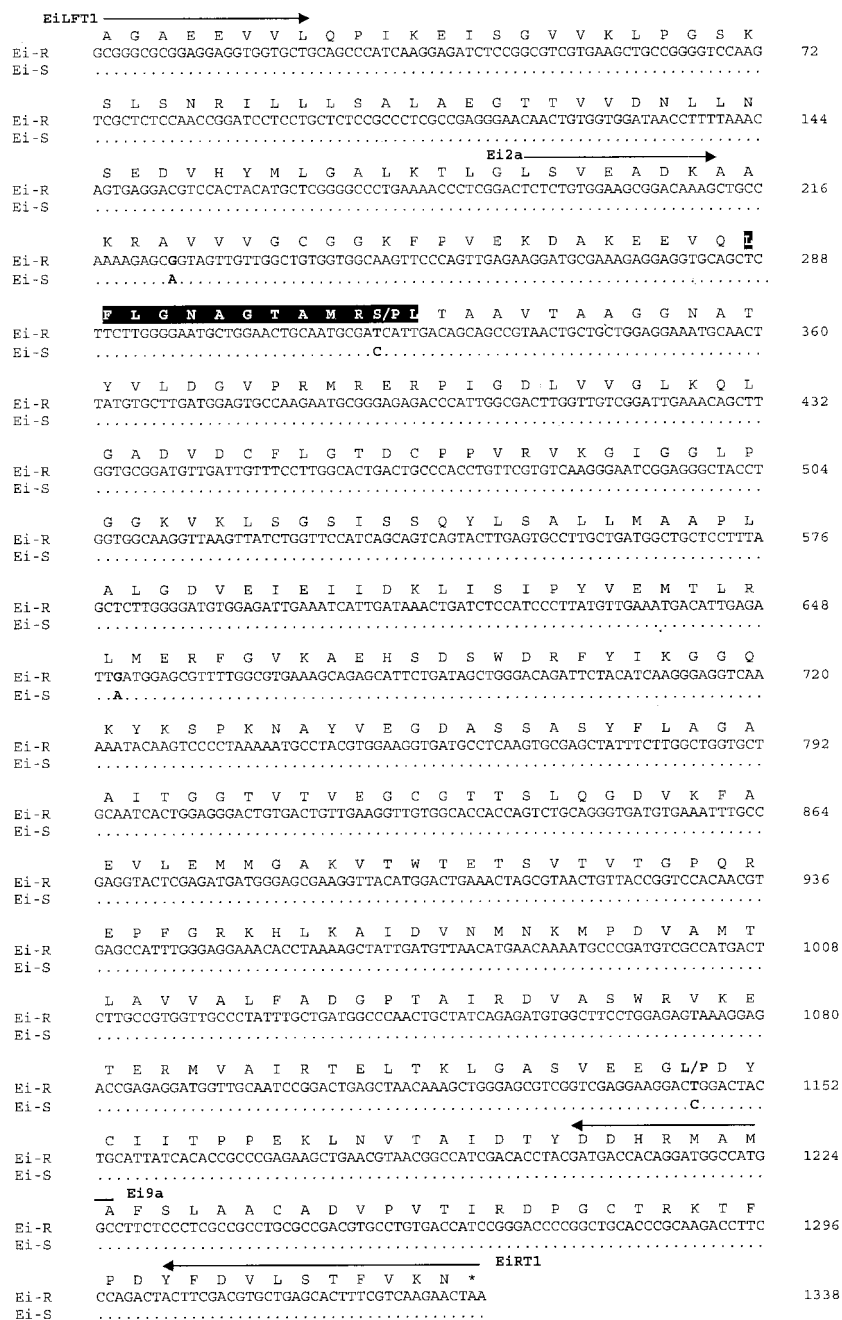 EiLFT1
A G A E E V V L Q P I K E I S G V V K L P G S K
Ei-R GCGGGCGCGGAGGAGGTGGTGCTGCAGCCCATCAAGGAGATCTCCGGCGTCGTGAAGCTGCCGGGGTCCAAG 72
Ei-S ........................................................................
S L S N R I L L L S A L A E G T T V V D N L L N
Ei-R TCGCTCTCCAACCGGATCCTCCTGCTCTCCGCCCTCGCCGAGGGAACAACTGTGGTGGATAACCTTTTAAAC 144
Ei-S ........................................................................
Ei2a
S E D V H Y M L G A L K T L G L S V E A D K A A
Ei-R AGTGAGGACGTCCACTACATGCTCGGGGCCCTGAAAACCCTCGGACTCTCTGTGGAAGCGGACAAAGCTGCC 216
Ei-S ........................................................................
K R A V V V G C G G K F P V E K D A K E E V Q L
Ei-R AAAAGAGCGGTAGTTGTTGGCTGTGGTGGCAAGTTCCCAGTTGAGAAGGATGCGAAAGAGGAGGTGCAGCTC 288
Ei-S ........A...............................................................
F L G N A G T A M R S/P L T A A V T A A G G N A T
Ei-R TTCTTGGGGAATGCTGGAACTGCAATGCGATCATTGACAGCAGCCGTAACTGCTGCTGGAGGAAATGCAACT 360
Ei-S ..............................C.........................................
Y V L D G V P R M R E R P I G D L V V G L K Q L
Ei-R TATGTGCTTGATGGAGTGCCAAGAATGCGGGAGAGACCCATTGGCGACTTGGTTGTCGGATTGAAACAGCTT 432
Ei-S ........................................................................
G A D V D C F L G T D C P P V R V K G I G G L P
Ei-R GGTGCGGATGTTGATTGTTTCCTTGGCACTGACTGCCCACCTGTTCGTGTCAAGGGAATCGGAGGGCTACCT 504
Ei-S ........................................................................
G G K V K L S G S I S S Q Y L S A L L M A A P L
Ei-R GGTGGCAAGGTTAAGTTATCTGGTTCCATCAGCAGTCAGTACTTGAGTGCCTTGCTGATGGCTGCTCCTTTA 576
Ei-S ........................................................................
A L G D V E I E I I D K L I S I P Y V E M T L R
Ei-R GCTCTTGGGGATGTGGAGATTGAAATCATTGATAAACTGATCTCCATCCCTTATGTTGAAATGACATTGAGA 648
Ei-S ........................................................................
L M E R F G V K A E H S D S W D R F Y I K G G Q
Ei-R TTGATGGAGCGTTTTGGCGTGAAAGCAGAGCATTCTGATAGCTGGGACAGATTCTACATCAAGGGAGGTCAA 720
Ei-S ..A.....................................................................
K Y K S P K N A Y V E G D A S S A S Y F L A G A
Ei-R AAATACAAGTCCCCTAAAAATGCCTACGTGGAAGGTGATGCCTCAAGTGCGAGCTATTTCTTGGCTGGTGCT 792
Ei-S ........................................................................
A I T G G T V T V E G C G T T S L Q G D V K F A
Ei-R GCAATCACTGGAGGGACTGTGACTGTTGAAGGTTGTGGCACCACCAGTCTGCAGGGTGATGTGAAATTTGCC 864
Ei-S ........................................................................
E V L E M M G A K V T W T E T S V T V T G P Q R
Ei-R GAGGTACTCGAGATGATGGGAGCGAAGGTTACATGGACTGAAACTAGCGTAACTGTTACCGGTCCACAACGT 936
Ei-S ........................................................................
E P F G R K H L K A I D V N M N K M P D V A M T
Ei-R GAGCCATTTGGGAGGAAACACCTAAAAGCTATTGATGTTAACATGAACAAAATGCCCGATGTCGCCATGACT 1008
Ei-S ........................................................................
L A V V A L F A D G P T A I R D V A S W R V K E
Ei-R CTTGCCGTGGTTGCCCTATTTGCTGATGGCCCAACTGCTATCAGAGATGTGGCTTCCTGGAGAGTAAAGGAG 1080
Ei-S ........................................................................
T E R M V A I R T E L T K L G A S V E E G L/P D Y
Ei-R ACCGAGAGGATGGTTGCAATCCGGACTGAGCTAACAAAGCTGGGAGCGTCGGTCGAGGAAGGACTGGACTAC 1152
Ei-S ................................................................C.......
C I I T P P E K L N V T A I D T Y D D H R M A M
Ei-R TGCATTATCACACCGCCCGAGAAGCTGAACGTAACGGCCATCGACACCTACGATGACCACAGGATGGCCATG 1224
Ei-S ........................................................................
Ei9a
A F S L A A C A D V P V T I R D P G C T R K T F
Ei-R GCCTTCTCCCTCGCCGCCTGCGCCGACGTGCCTGTGACCATCCGGGACCCCGGCTGCACCCGCAAGACCTTC 1296
Ei-S ........................................................................
EiRT1
P D Y F D V L S T F V K N *
Ei-R CCAGACTACTTCGACGTGCTGAGCACTTTCGTCAAGAACTAA 1338
Ei-S ..........................................